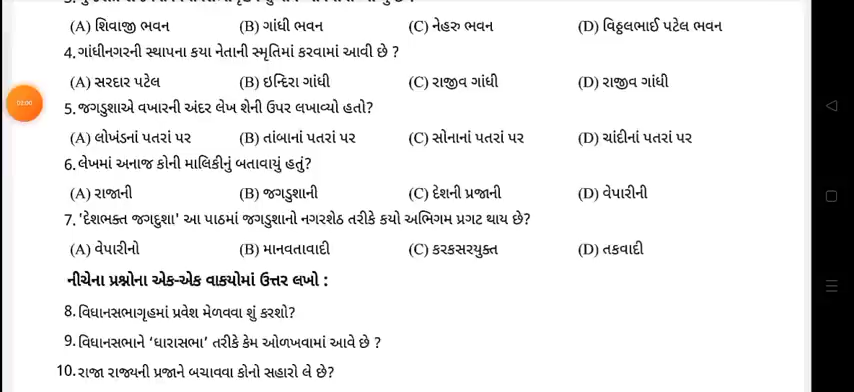 (A) શિવાજી ભવન (B) ગાંધી ભવન (C) નેહરુ ભવન (D) વિઠ્ઠલભાઈ પટેલ ભવન
4. ગાંધીનગરની સ્થાપના કયા નેતાની સ્મૃતિમાં કરવામાં આવી છે ?
(A) સરદાર પટેલ (B) ઇન્દિરા ગાંધી (C) રાજીવ ગાંધી (D) રાજીવ ગાંધી
02:00
5. જગડુશાએ વખારની અંદર લેખ શેની ઉપર લખાવ્યો હતો?
(A) લોખંડનાં પતરાં પર (B) તાંબાનાં પતરાં પર (C) સોનાનાં પતરાં પર (D) ચાંદીનાં પતરાં પર
6. લેખમાં અનાજ કોની માલિકીનું બતાવાયું હતું?
(A) રાજાની (B) જગડુશાની (C) દેશની પ્રજાની (D) વેપારીની
7. 'દેશભક્ત જગદુશા' આ પાઠમાં જગડુશાનો નગરશેઠ તરીકે કયો અભિગમ પ્રગટ થાય છે?
(A) વેપારીનો (B) માનવતાવાદી (C) કરકસરયુક્ત (D) તકવાદી
નીચેના પ્રશ્નોના એક-એક વાક્યોમાં ઉત્તર લખો :
8. વિધાનસભાગૃહમાં પ્રવેશ મેળવવા શું કરશો?
9. વિધાનસભાને ‘ધારાસભા’ તરીકે કેમ ઓળખવામાં આવે છે ?
10. રાજા રાજ્યની પ્રજાને બચાવવા કોનો સહારો લે છે?